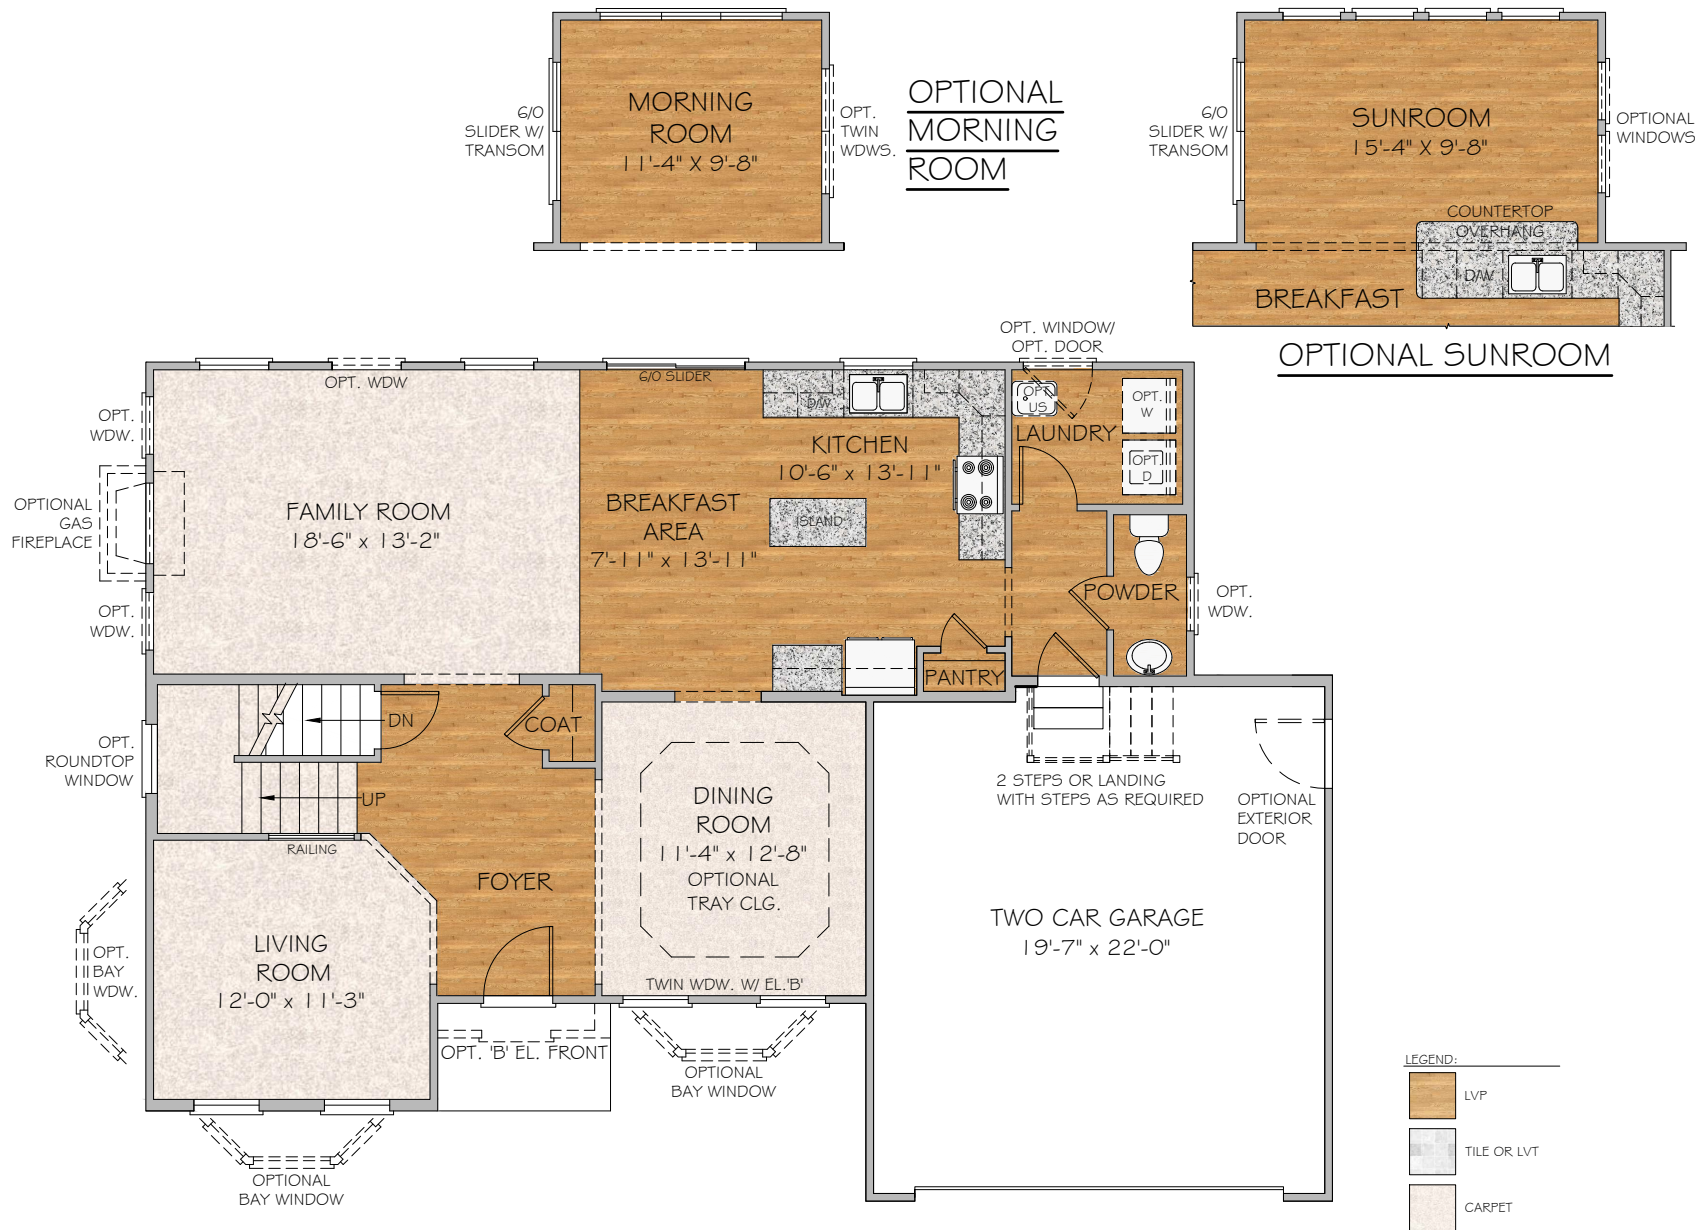 MORNING
ROOM
11'-4" X 9'-8"
6/0
SLIDER W/
TRANSOM
OPT.
TWIN
WDWS.
OPTIONAL
MORNING
ROOM
SUNROOM
15'-4" X 9'-8"
6/0
SLIDER W/
TRANSOM
OPTIONAL
WINDOWS
COUNTERTOP
OVERHANG
D/W
BREAKFAST
OPTIONAL SUNROOM
OPT. WINDOW/
OPT. DOOR
OPT. WDW
6/0 SLIDER
D/W
OPT.
US
OPT.
W
OPT.
D
LAUNDRY
OPT.
WDW.
KITCHEN
10'-6" x 13'-11"
OPTIONAL
GAS
FIREPLACE
FAMILY ROOM
18'-6" x 13'-2"
BREAKFAST
AREA
7'-11" x 13'-11"
ISLAND
POWDER
OPT.
WDW.
OPT.
WDW.
PANTRY
COAT
DN
UP
OPT.
ROUNDTOP
WINDOW
RAILING
2 STEPS OR LANDING
WITH STEPS AS REQUIRED
OPTIONAL
EXTERIOR
DOOR
DINING
ROOM
11'-4" x 12'-8"
OPTIONAL
TRAY CLG.
FOYER
TWO CAR GARAGE
19'-7" x 22'-0"
OPT.
BAY
WDW.
LIVING
ROOM
12'-0" x 11'-3"
TWIN WDW. W/ EL.'B'
OPT. 'B' EL. FRONT
OPTIONAL
BAY WINDOW
OPTIONAL
BAY WINDOW
LEGEND:
LVP
TILE OR LVT
CARPET